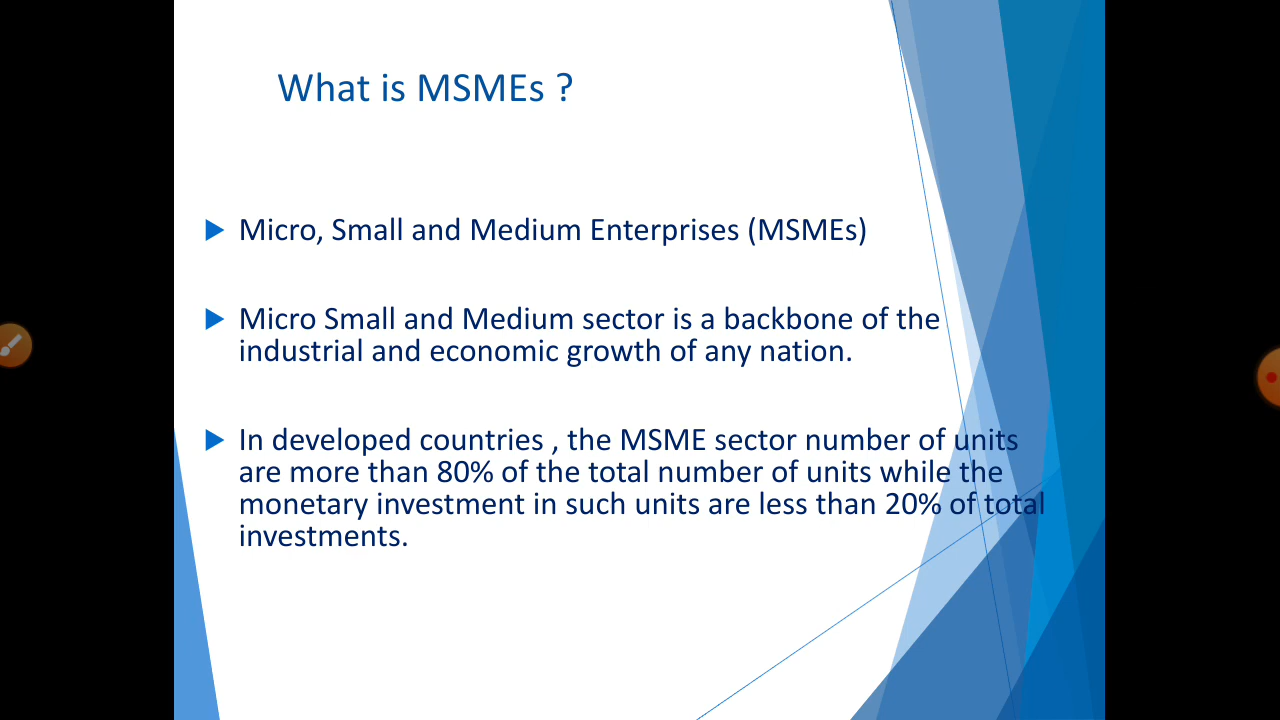 What is MSMEs ?
Micro, Small and Medium Enterprises (MSMEs)
Micro Small and Medium sector is a backbone of the
industrial and economic growth of any nation.
In developed countries , the MSME sector number of units
are more than 80% of the total number of units while the
monetary investment in such units are less than 20% of total
investments.